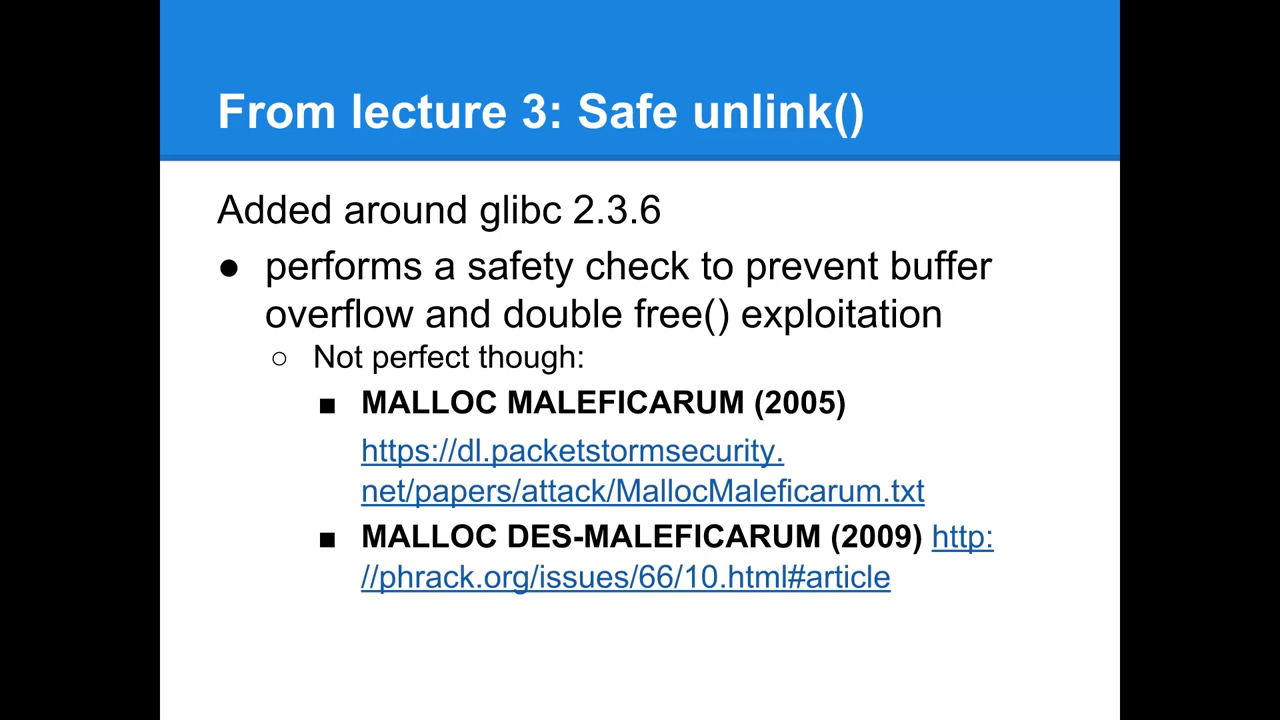 From lecture 3: Safe unlink()
Added around glibc 2.3.6
● performs a safety check to prevent buffer
overflow and double free() exploitation
○ Not perfect though:
■ MALLOC MALEFICARUM (2005)
https://dl.packetstormsecurity.
net/papers/attack/MallocMaleficarum.txt
■ MALLOC DES-MALEFICARUM (2009) http:
//phrack.org/issues/66/10.html#article